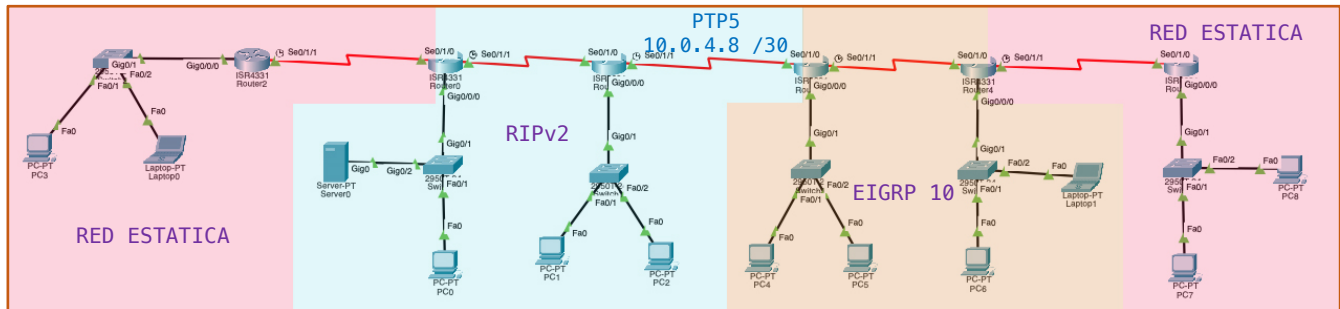 PTP5
10.0.4.8 /30
RED ESTATICA
Gig0/1
Gig0/0/0
Se0/1/1
ISR4331
Router2
Fa0/1
Fa0/2
Fa0
Fa0
PC-PT
PC3
Laptop-PT
Laptop0
RED ESTATICA
Se0/1/0
Se0/1/1
ISR4331
Router0
Gig0/0/0
Gig0/1
Gig0
Gig0/2
Server-PT
Server0
Fa0/1
Fa0
PC-PT
PC0
RIPv2
Se0/1/0
Se0/1/1
Gig0/0/0
Gig0/1
Fa0/2
Fa0/1
Fa0
Fa0
PC-PT
PC1
PC-PT
PC2
Se0/1/0
Se0/1/1
Gig0/0/0
Gig0/1
Fa0/2
Fa0/1
Fa0
Fa0
PC-PT
PC4
PC-PT
PC5
EIGRP 10
Se0/1/0
Se0/1/1
Router4
Gig0/0/0
Gig0/1
Fa0/2
Fa0
Fa0/1
Laptop-PT
Laptop1
Fa0
PC-PT
PC6
Se0/1/0
Gig0/0/0
Gig0/1
Fa0/2
Fa0
Fa0/1
PC-PT
PC8
Fa0
PC-PT
PC7